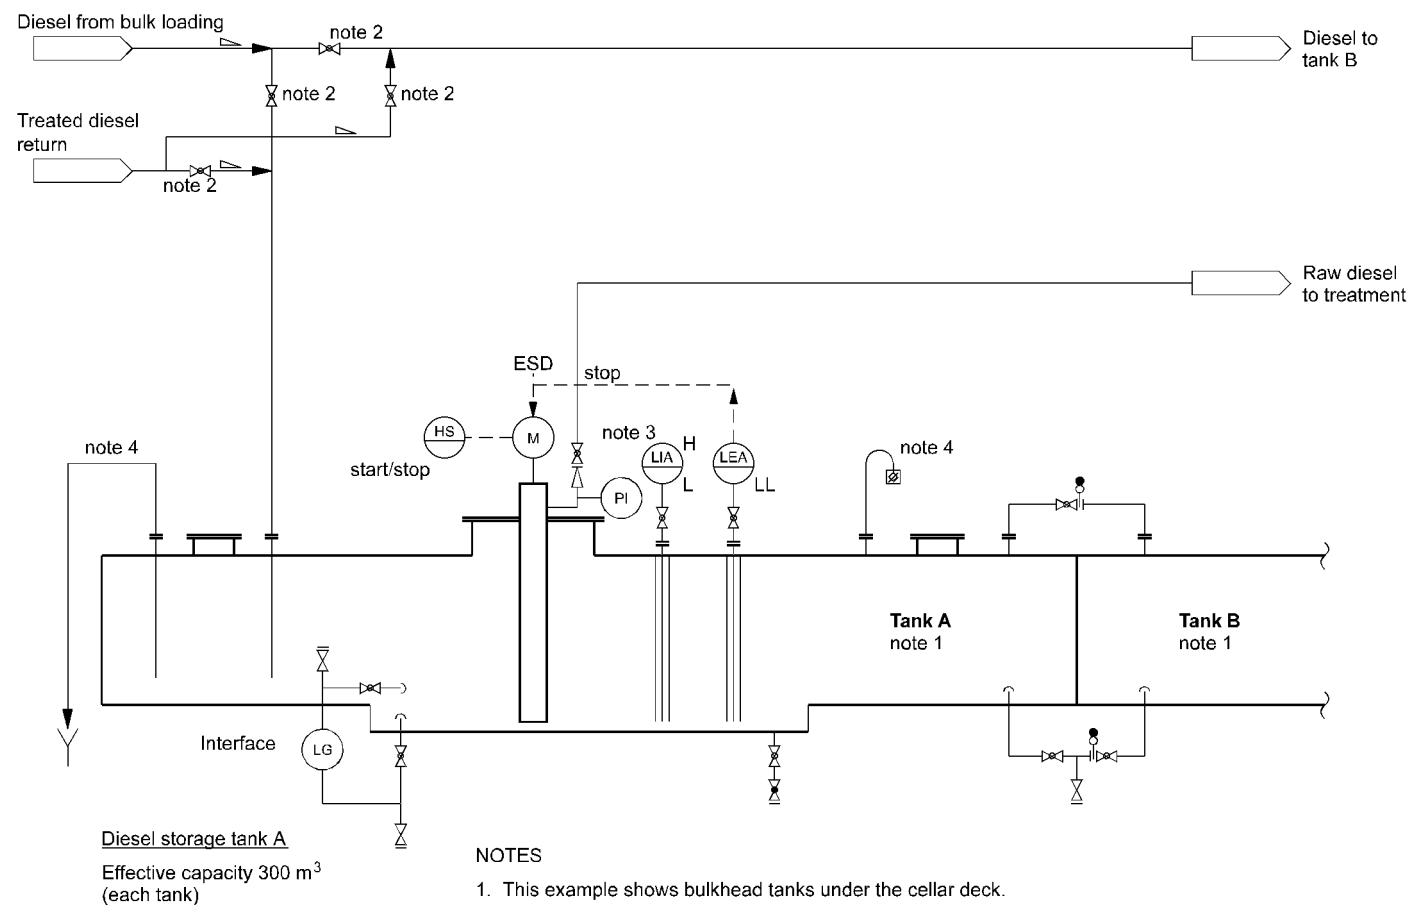 Diesel from bulk loading
note 2
Diesel to
tank B
note 2
note 2
Treated diesel
return
note 2
Raw diesel
to treatment
ESD
stop
HS
M
note 3
H
LIA
L
LEA
LL
note 4
note 4
start/stop
PI
Tank A
note 1
Tank B
note 1
Interface
LG
Diesel storage tank A
Effective capacity 300 m³
(each tank)
NOTES
1. This example shows bulkhead tanks under the cellar deck.